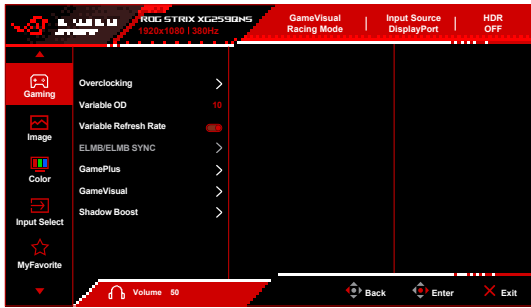 ROG STRIX XG259QNS
1920x1080 | 380Hz
GameVisual
Racing Mode
Input Source
DisplayPort
HDR
OFF
Gaming
Image
Color
Input Select
MyFavorite
Overclocking
Variable OD
10
Variable Refresh Rate
ELMB/ELMB SYNC
GamePlus
GameVisual
Shadow Boost
Volume 50
Back
Enter
Exit